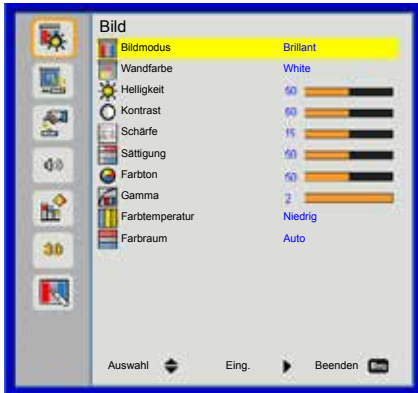 Bild
Bildmodus Brillant
Wandfarbe White
Helligkeit 50
Kontrast 50
Schärfe 15
Sättigung 50
Farbton 50
Gamma 2
Farbtemperatur Niedrig
Farbraum Auto
3D
Auswahl Eing. Beenden